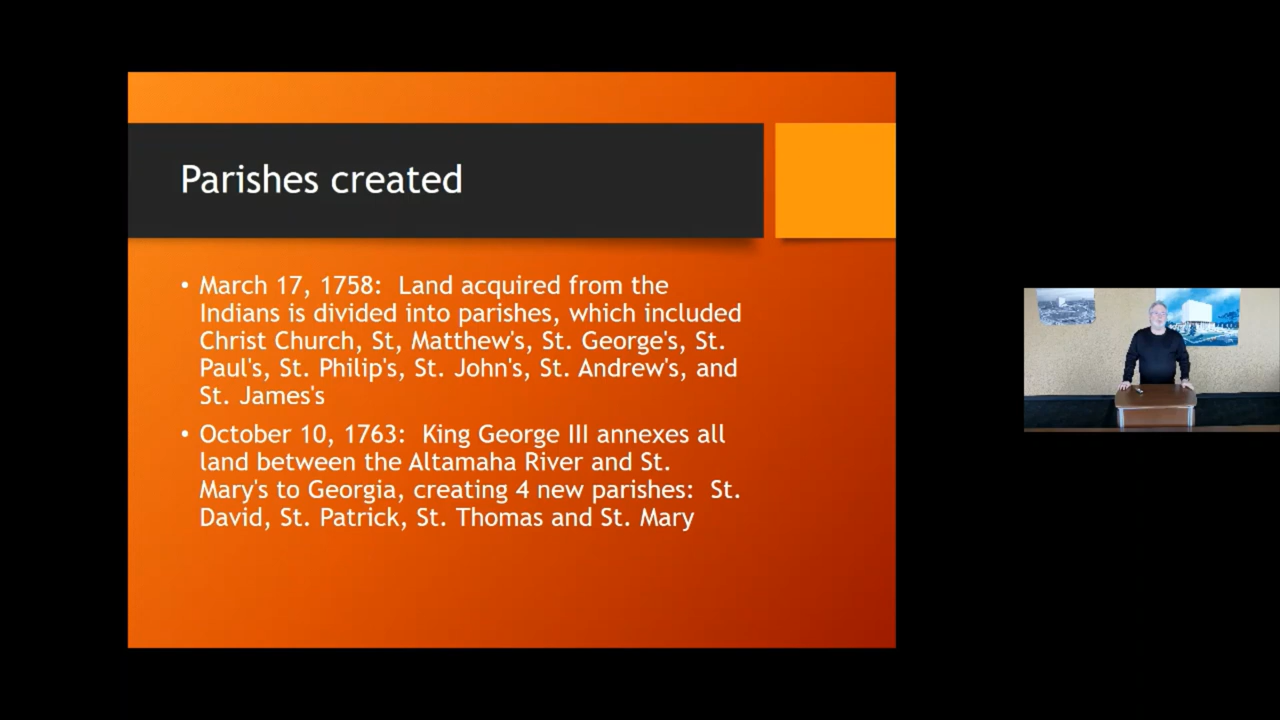 Parishes created
• March 17, 1758:  Land acquired from the
Indians is divided into parishes, which included
Christ Church, St, Matthew's, St. George's, St.
Paul's, St. Philip's, St. John's, St. Andrew's, and
St. James's
• October 10, 1763:  King George III annexes all
land between the Altamaha River and St.
Mary's to Georgia, creating 4 new parishes:  St.
David, St. Patrick, St. Thomas and St. Mary